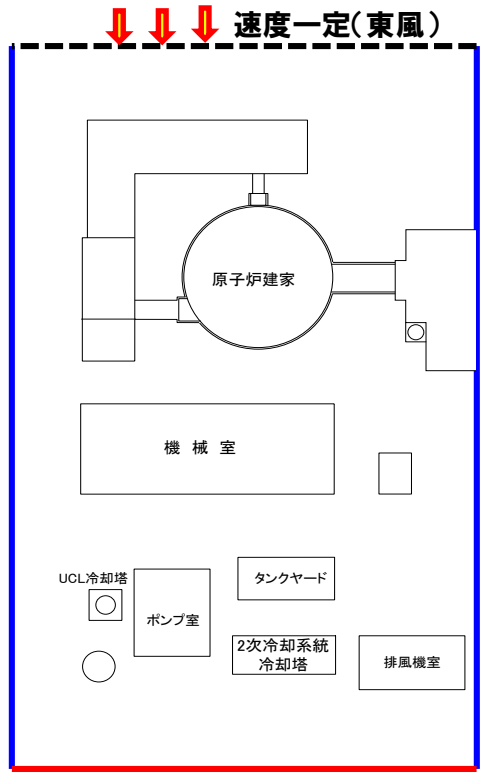 速度一定(東風)
原子炉建家
機 械 室
UCL冷却塔
タンクヤード
ポンプ室
2次冷却系統
冷却塔
排風機室